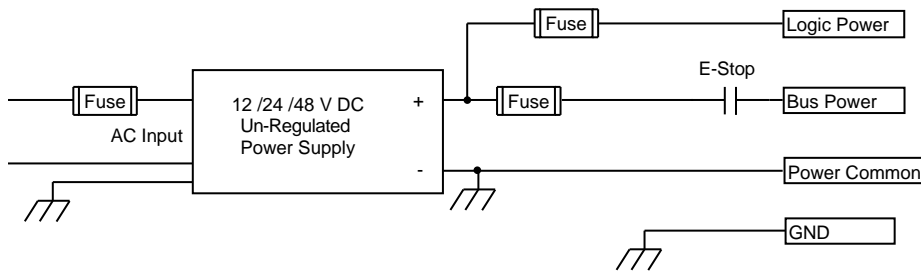 Fuse
Logic Power
E-Stop
Fuse
12 /24 /48 V DC
Un-Regulated
Power Supply
+
Fuse
Bus Power
AC Input
-
Power Common
GND